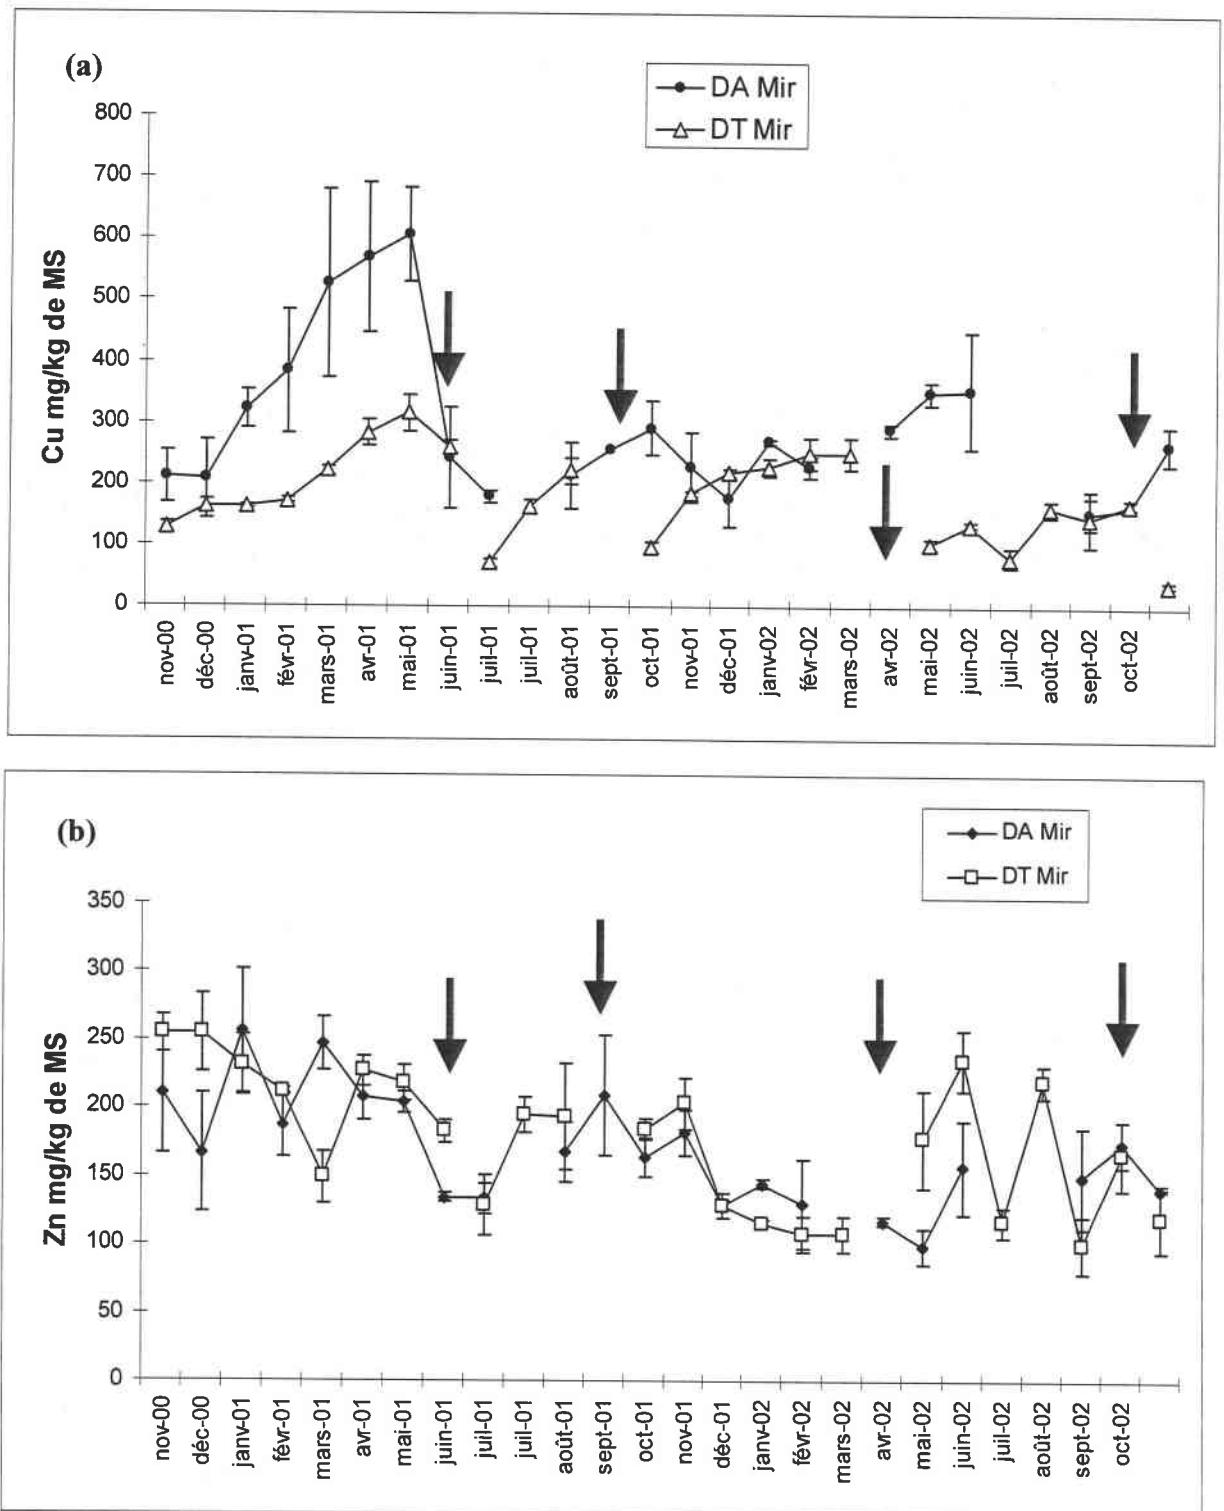 (a)
DA Mir
DT Mir
800
700
600
500
400
300
200
100
0
Cu mg/kg de MS
nov-00
déc-00
janv-01
févr-01
mars-01
avr-01
mai-01
juin-01
juil-01
juil-01
août-01
sept-01
oct-01
nov-01
déc-01
janv-02
févr-02
mars-02
avr-02
mai-02
juin-02
juil-02
août-02
sept-02
oct-02
(b)
DA Mir
DT Mir
350
300
250
200
150
100
50
0
Zn mg/kg de MS
nov-00
déc-00
janv-01
févr-01
mars-01
avr-01
mai-01
juin-01
juil-01
juil-01
août-01
sept-01
oct-01
nov-01
déc-01
janv-02
févr-02
mars-02
avr-02
mai-02
juin-02
juil-02
août-02
sept-02
oct-02